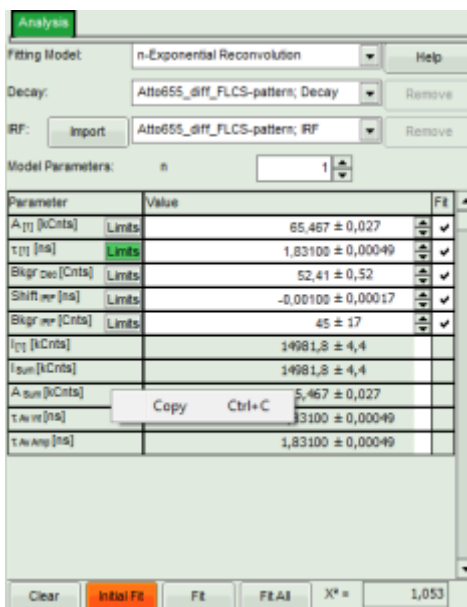 Analysis
Fitting Model: n-Exponential Reconvolution Help
Decay: Atto655_diff_FLCS-pattern; Decay Remove
IRF: Import Atto655_diff_FLCS-pattern; IRF Remove
Model Parameters: n 1
Parameter Value Fit
A [1] [kCnts] Limits 65,467 ± 0,027
τ [1] [ns] Limits 1,83100 ± 0,00049
Bkgr Dec [Cnts] Limits 52,41 ± 0,52
Shift IRF [ns] Limits -0,00100 ± 0,00017
Bkgr IRF [Cnts] Limits 45 ± 17
I [1] [kCnts] 14981,8 ± 4,4
I Sum [kCnts] 14981,8 ± 4,4
A Sum [kCnts] 5,467 ± 0,027
Copy Ctrl+C
τ Av Int [ns] 83100 ± 0,00049
τ Av Amp [ns] 1,83100 ± 0,00049
Clear Initial Fit Fit Fit All X² = 1,053